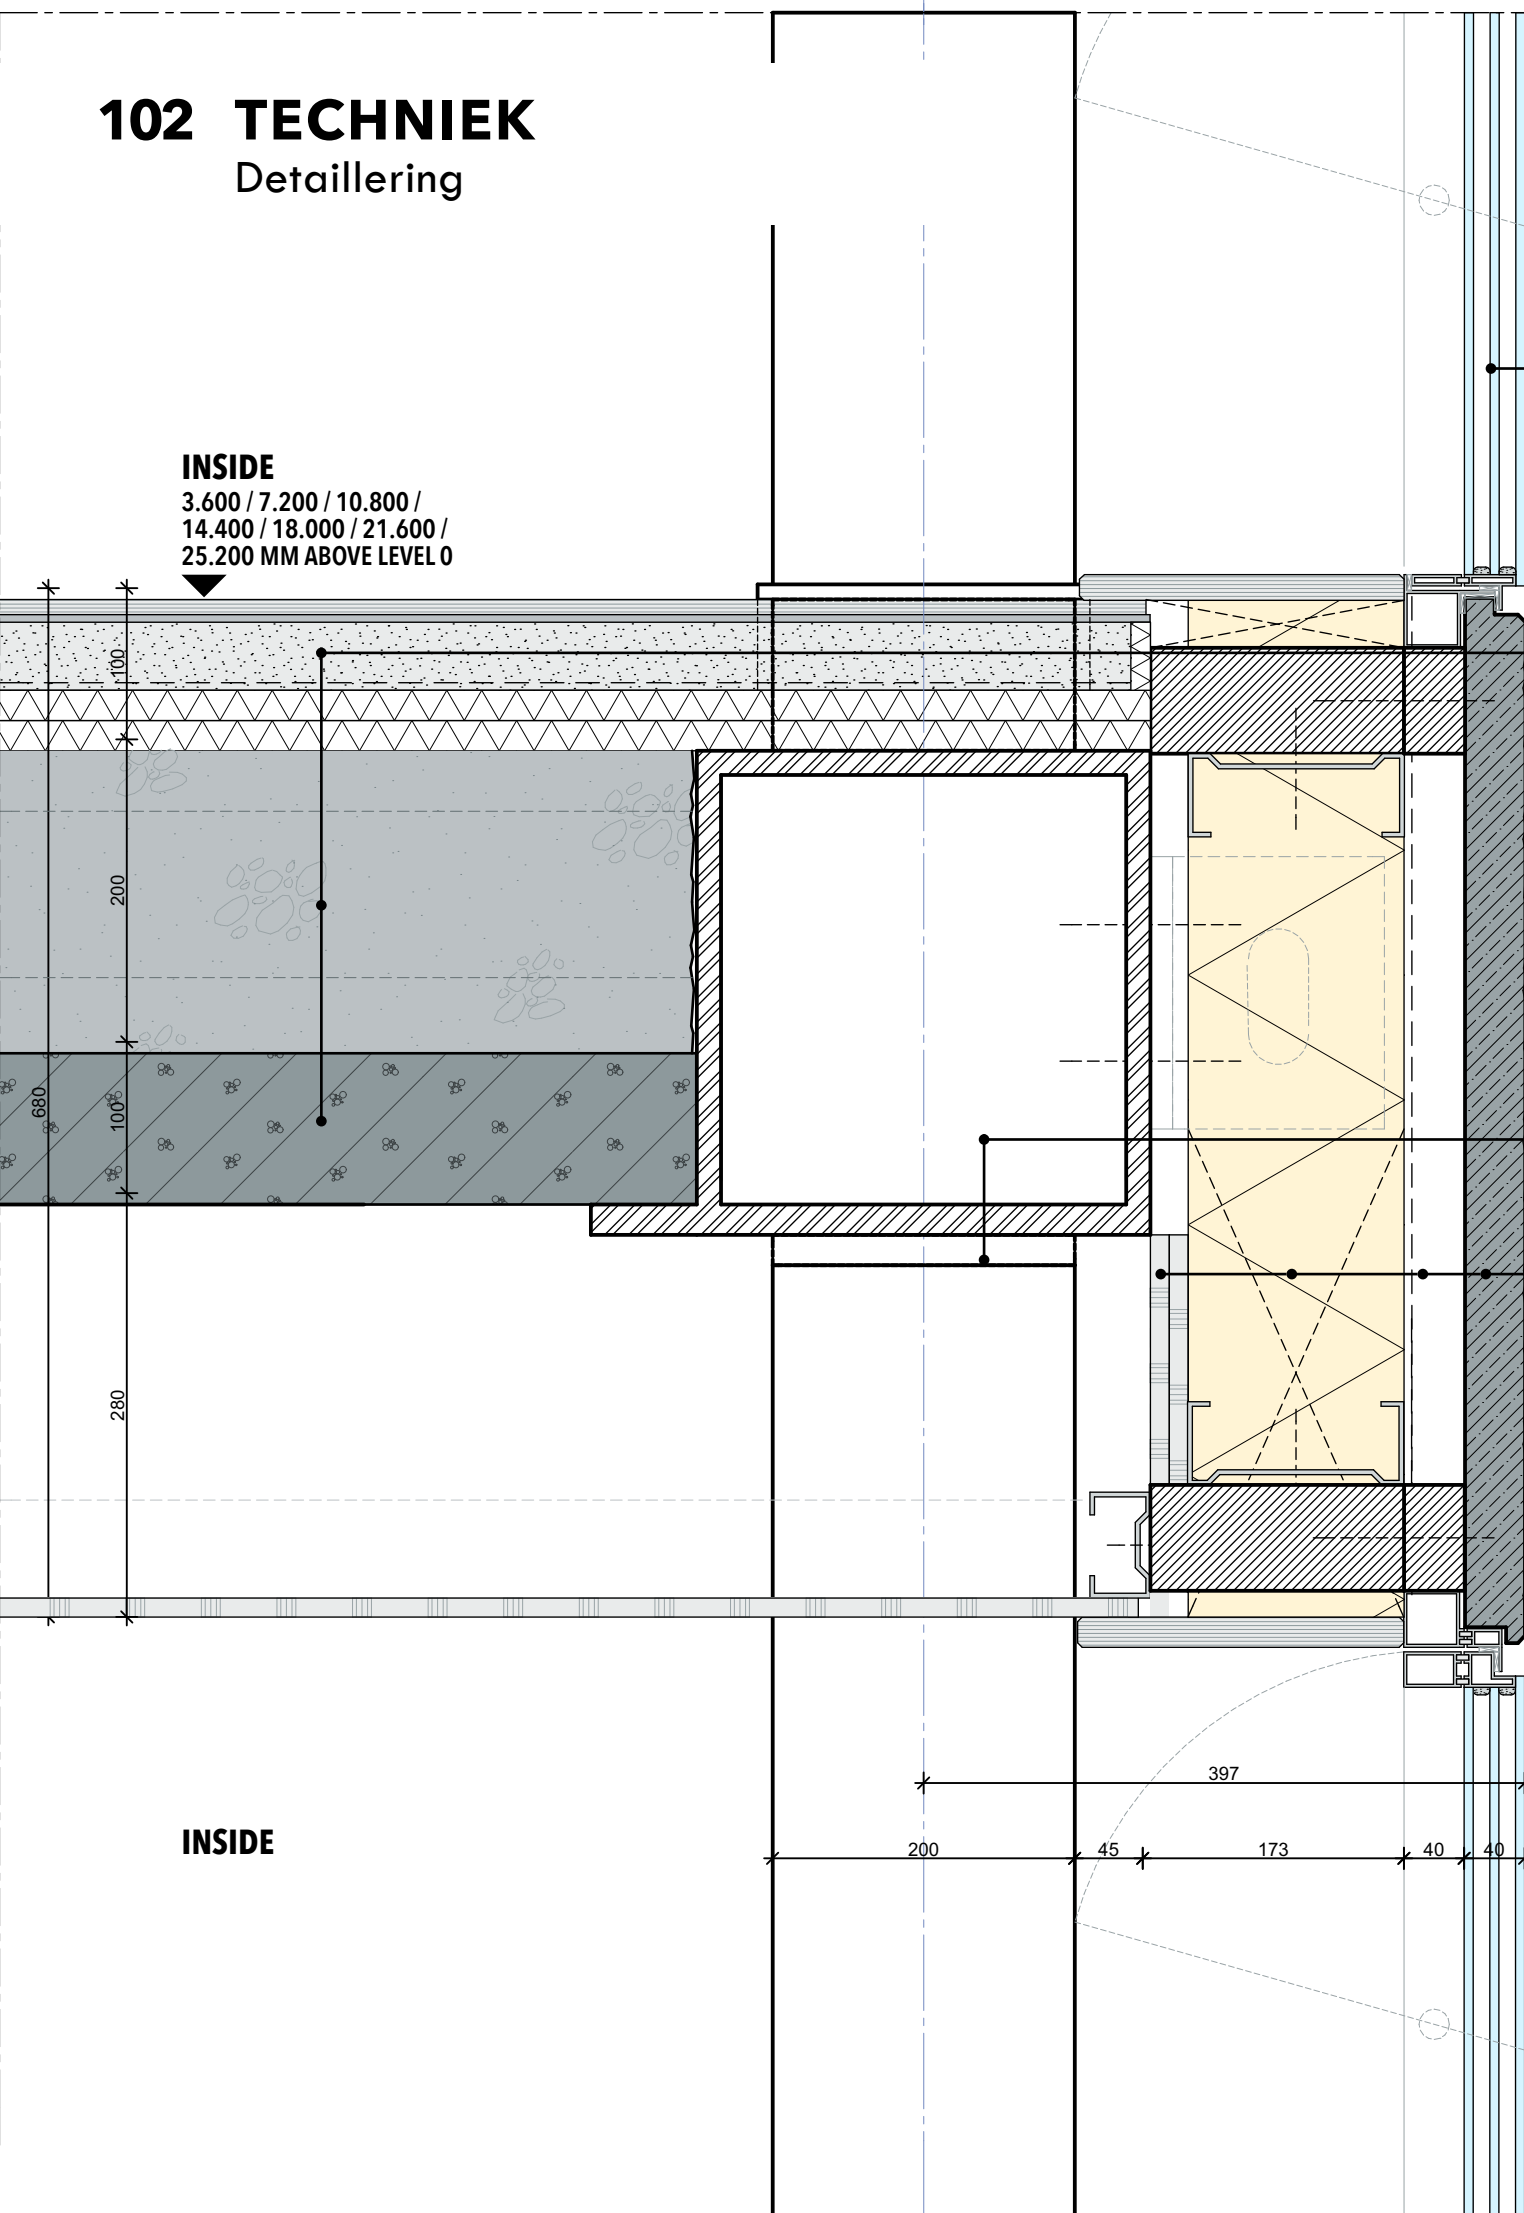 102 TECHNIEK
Detaillering
INSIDE
3.600 / 7.200 / 10.800 /
14.400 / 18.000 / 21.600 /
25.200 MM ABOVE LEVEL 0
100
200
680
100
280
397
INSIDE
200 45 173 40 40